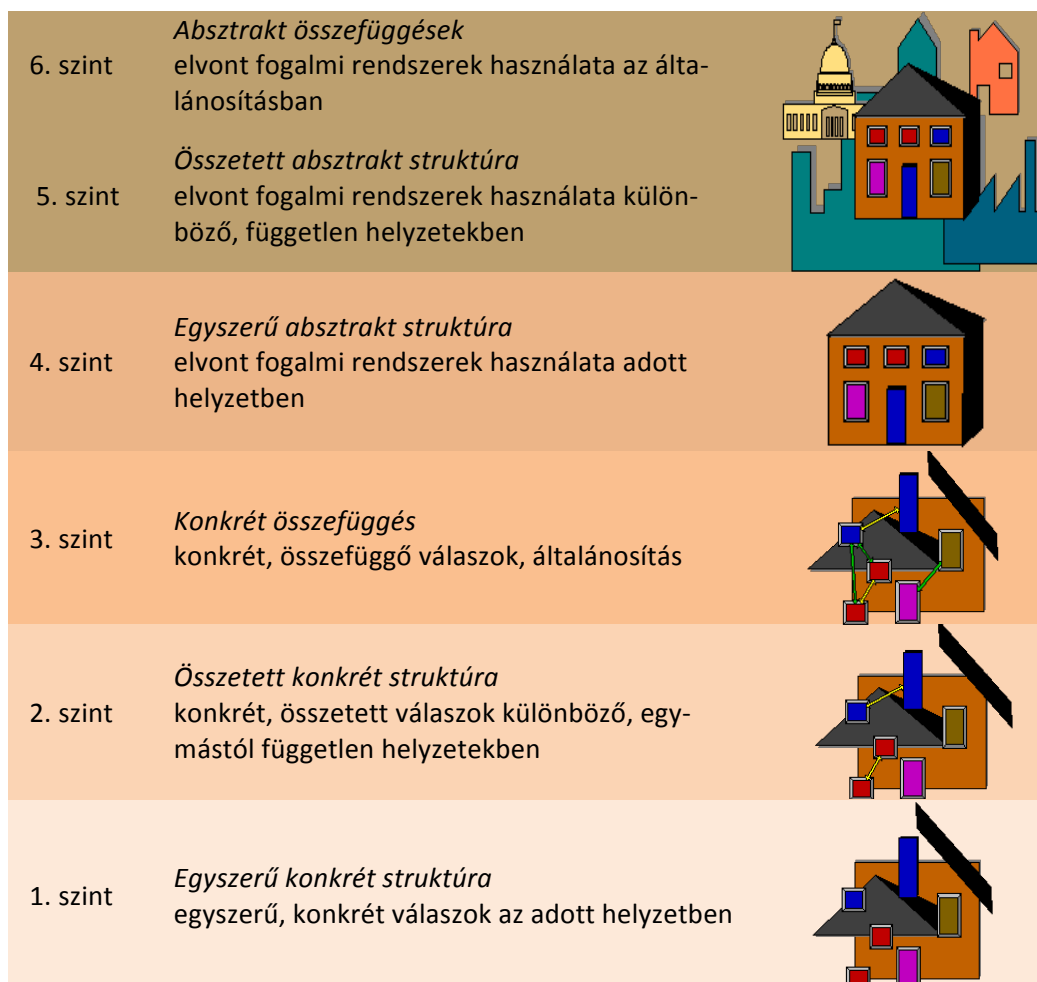 6. szint
Absztrakt összefüggések
elvont fogalmi rendszerek használata az álta-
lánosításban
5. szint
Összetett absztrakt struktúra
elvont fogalmi rendszerek használata külön-
böző, független helyzetekben
4. szint
Egyszerű absztrakt struktúra
elvont fogalmi rendszerek használata adott
helyzetben
3. szint
Konkrét összefüggés
konkrét, összefüggő válaszok, általánosítás
2. szint
Összetett konkrét struktúra
konkrét, összetett válaszok különböző, egy-
mástól független helyzetekben
1. szint
Egyszerű konkrét struktúra
egyszerű, konkrét válaszok az adott helyzetben